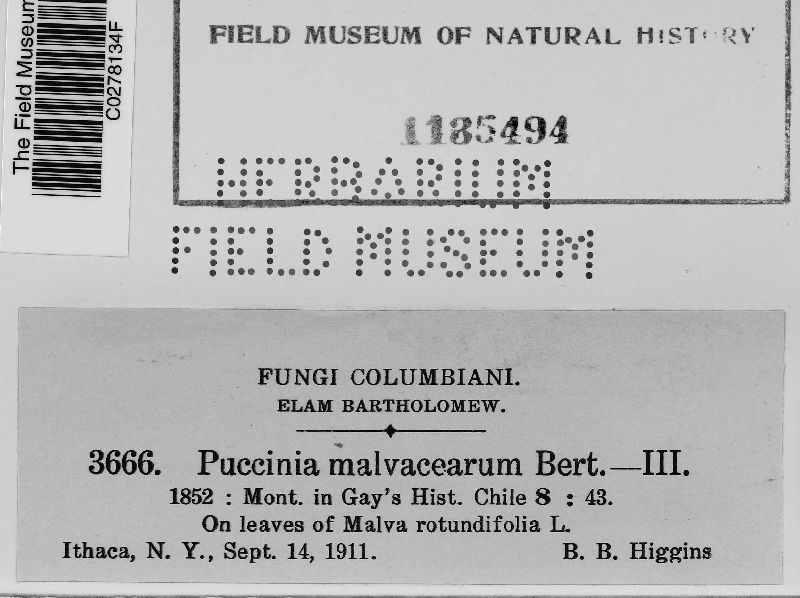 The Field Museum
C0278134F
FIELD MUSEUM OF NATURAL HISTORY
1185494
HERBARIUM
FIELD MUSEUM
FUNGI COLUMBIANI.
ELAM BARTHOLOMEW.
3666. Puccinia malvacearum Bert.—III.
1852 : Mont. in Gay's Hist. Chile 8 : 43.
On leaves of Malva rotundifolia L.
Ithaca, N. Y., Sept. 14, 1911. B. B. Higgins